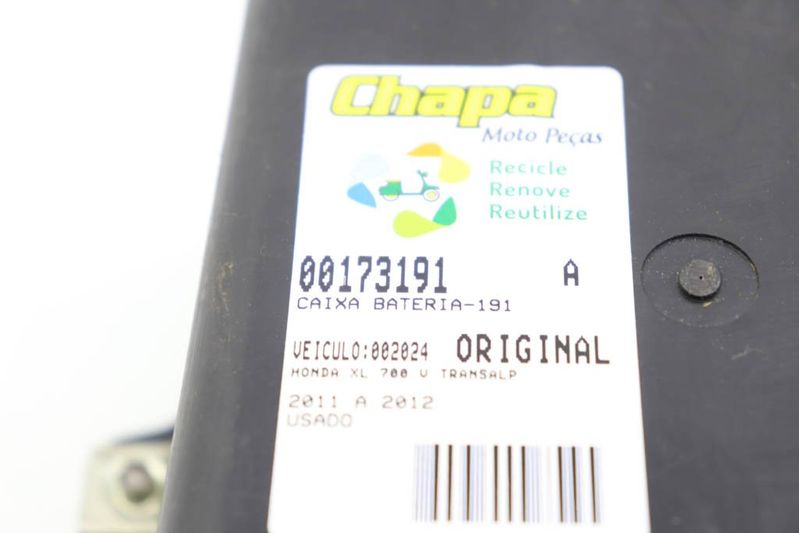 Chapa
Moto Peças
Recicle
Renove
Reutilize
00173191 A
CAIXA BATERIA-191
VEICULO:002024 ORIGINAL
HONDA XL 700 V TRANSALP
2011 A 2012
USADO